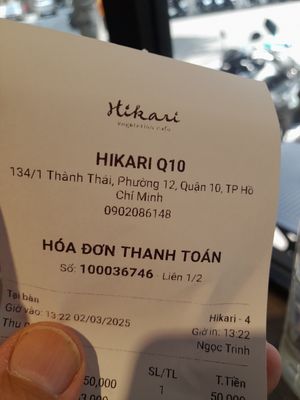 Hikari
vegetarian cafe
HIKARI Q10
134/1 Thành Thái, Phường 12, Quận 10, TP Hồ
Chí Minh
0902086148
HÓA ĐƠN THANH TOÁN
Số: 100036746 Liên 1/2
Tại bàn Hikari - 4
Giờ vào: 13:22 02/03/2025 Giờ in: 13:22
Thu Ngọc Trinh
SL/TL T.Tiền
50,000 1 50,000